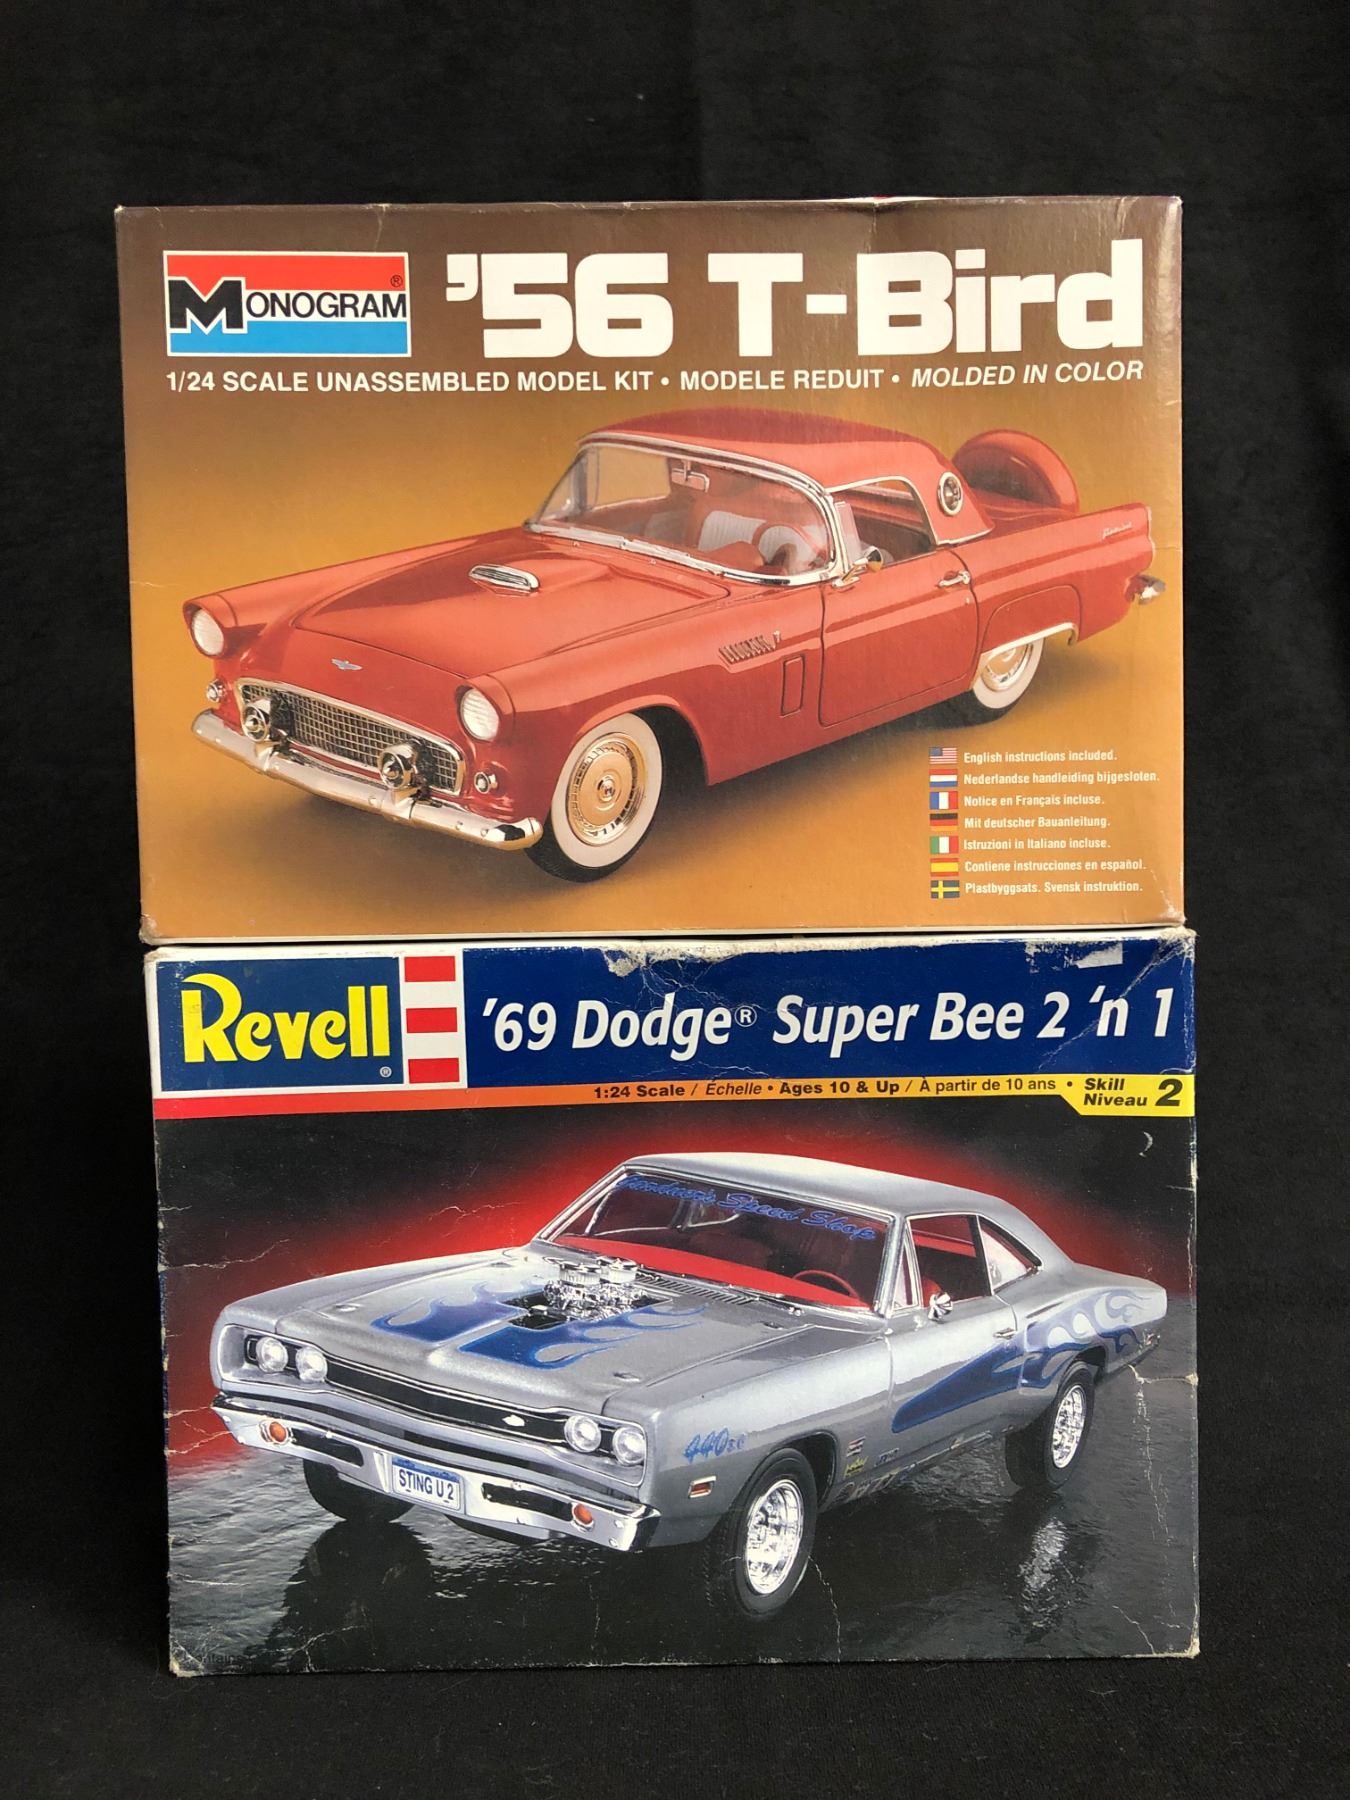 MONOGRAM®
'56 T-Bird
1/24 SCALE UNASSEMBLED MODEL KIT • MODELE REDUIT • MOLDED IN COLOR
English instructions included.
Nederlandse handleiding bijgesloten.
Notice en Français incluse.
Mit deutscher Bauanleitung.
Istruzioni in Italiano incluse.
Contiene instrucciones en español.
Plastbyggsats. Svensk instruktion.
Revell®
'69 Dodge® Super Bee 2 'n 1
1:24 Scale / Echelle • Ages 10 & Up / À partir de 10 ans • Skill Niveau 2
Speed Shop
440
STING U 2